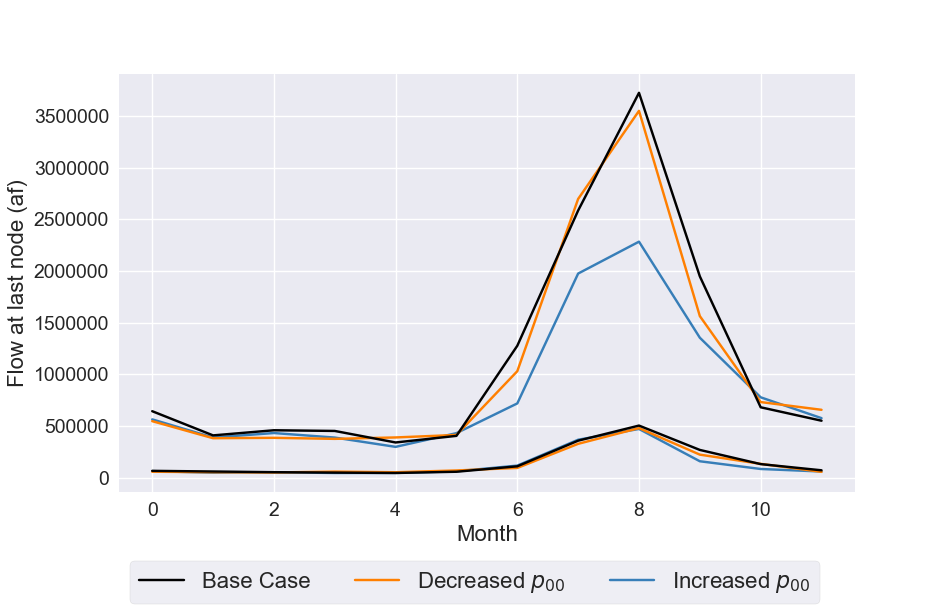 3500000
3000000
2500000
2000000
1500000
1000000
500000
0
Flow at last node (af)
0 2 4 6 8 10
Month
Base Case Decreased p₀₀ Increased p₀₀